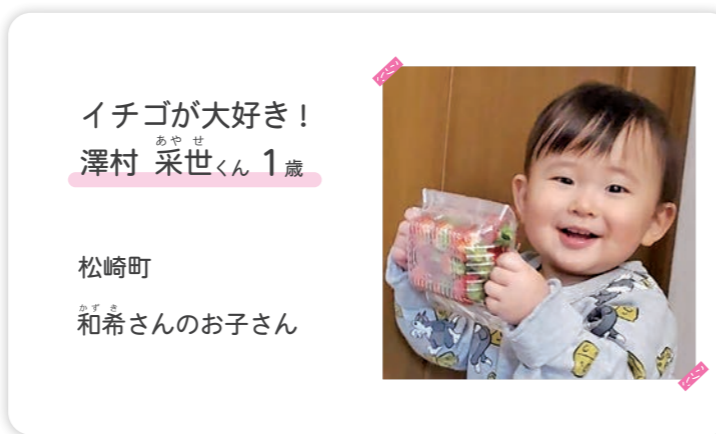 イチゴが大好き！
あやせ
澤村 采世くん 1歳
松崎町
かずき
和希さんのお子さん